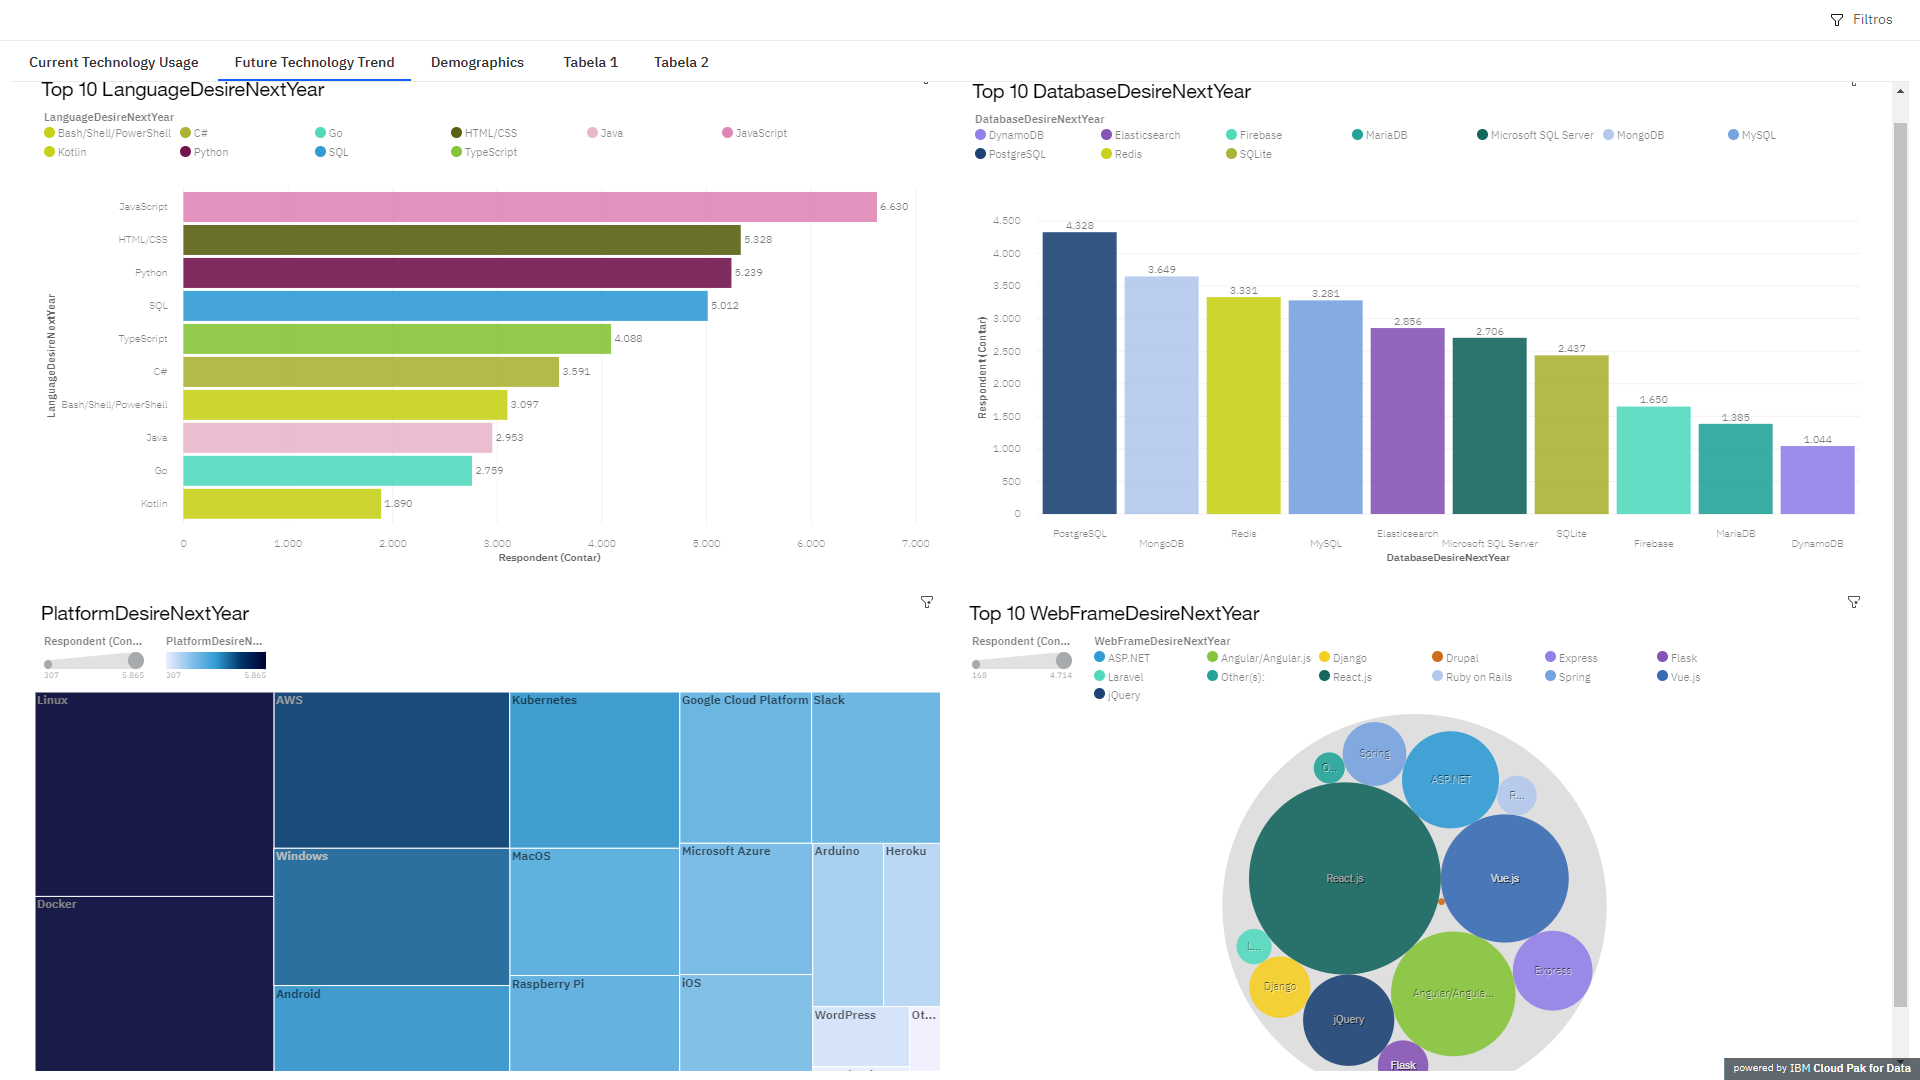 Filtros
Current Technology Usage
Future Technology Trend
Demographics
Tabela 1
Tabela 2
Top 10 LanguageDesireNextYear
LanguageDesireNextYear
Bash/Shell/PowerShell C# Go HTML/CSS Java JavaScript
Kotlin Python SQL TypeScript
LanguageDesireNextYear
JavaScript 6.630
HTML/CSS 5.328
Python 5.239
SQL 5.012
TypeScript 4.088
C# 3.591
Bash/Shell/PowerShell 3.097
Java 2.953
Go 2.759
Kotlin 1.890
0 1.000 2.000 3.000 4.000 5.000 6.000 7.000
Respondent (Contar)
Top 10 DatabaseDesireNextYear
DatabaseDesireNextYear
DynamoDB Elasticsearch Firebase MariaDB Microsoft SQL Server MongoDB MySQL
PostgreSQL Redis SQLite
Respondent (Contar)
4.500
4.000
3.500
3.000
2.500
2.000
1.500
1.000
500
0
4.328 3.649 3.331 3.281 2.856 2.706 2.437 1.650 1.385 1.044
PostgreSQL MongoDB Redis MySQL Elasticsearch Microsoft SQL Server SQLite Firebase MariaDB DynamoDB
DatabaseDesireNextYear
PlatformDesireNextYear
Respondent (Con... PlatformDesireN...
307 5.865 307 5.865
Linux
Docker
AWS
Windows
Android
Kubernetes
MacOS
Raspberry Pi
Google Cloud Platform
Microsoft Azure
iOS
Slack
Arduino
Heroku
WordPress
Ot...
Top 10 WebFrameDesireNextYear
Respondent (Con... WebFrameDesireNextYear
168 4.714
ASP.NET Angular/Angular.js Django Drupal Express Flask
Laravel Other(s): React.js Ruby on Rails Spring Vue.js
jQuery
Spring
O...
ASP.NET
R...
React.js
Vue.js
L...
Django
Express
Angular/Angula...
jQuery
Flask
powered by IBM Cloud Pak for Data